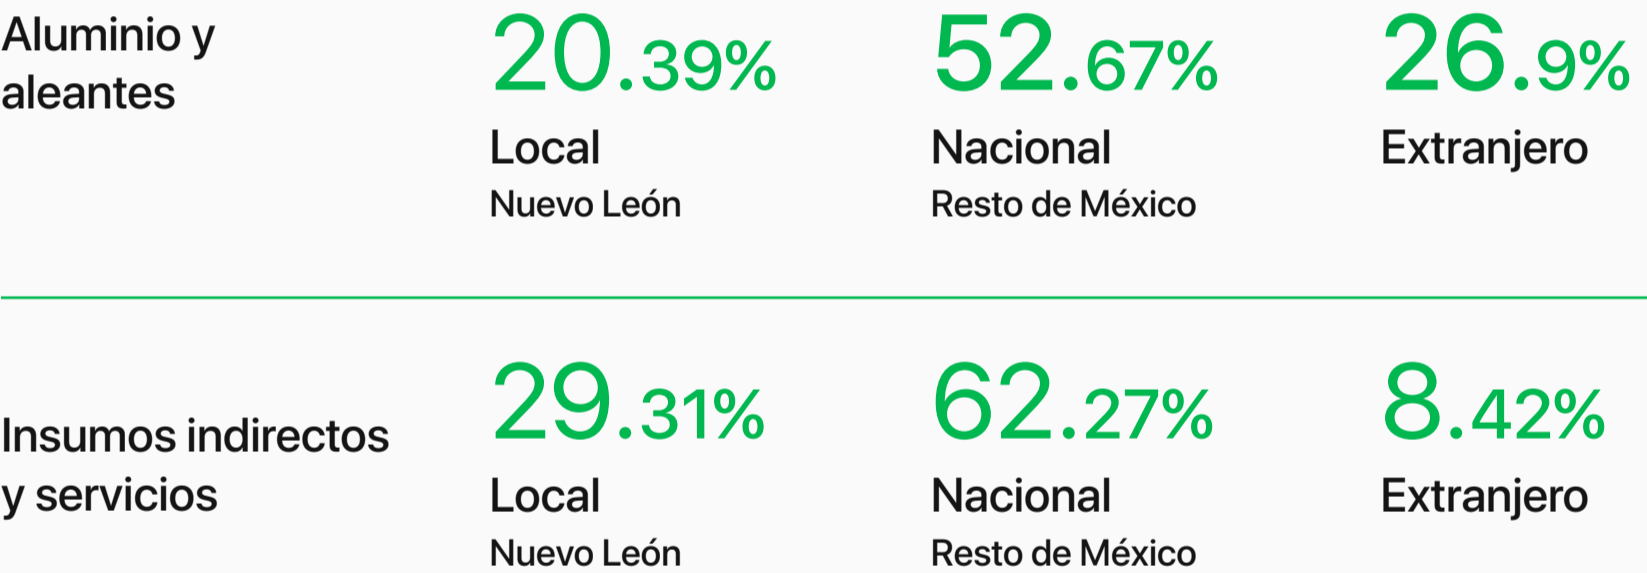 Aluminio y
aleantes
20.39%
Local
Nuevo León
52.67%
Nacional
Resto de México
26.9%
Extranjero
Insumos indirectos
y servicios
29.31%
Local
Nuevo León
62.27%
Nacional
Resto de México
8.42%
Extranjero